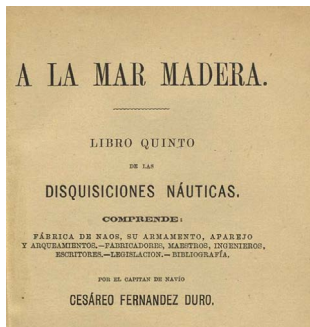 A LA MAR MADERA.
LIBRO QUINTO
DE LAS
DISQUISICIONES NÁUTICAS.
COMPRENDE:
FÁBRICA DE NAOS, SU ARMAMENTO, APAREJO
Y ARQUEAMIENTOS.—FABRICADORES, MAESTROS, INGENIEROS,
ESCRITORES.—LEGISLACION.—BIBLIOGRAFÍA.
POR EL CAPITAN DE NAVÍO
CESÁREO FERNANDEZ DURO.